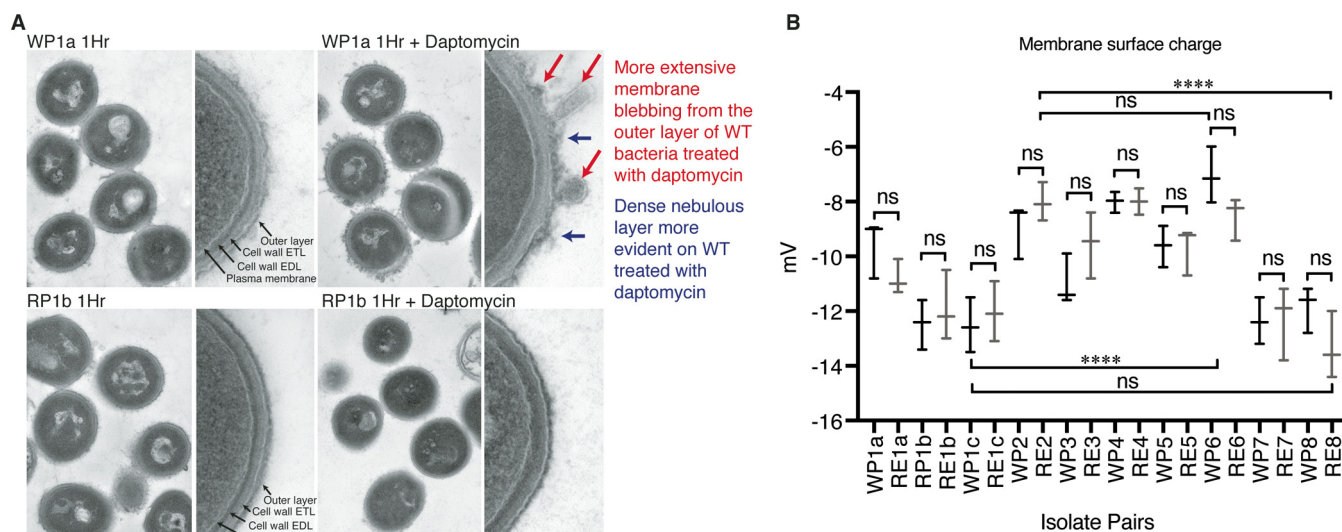 A
WP1a 1Hr
WP1a 1Hr + Daptomycin
Outer layer
Cell wall ETL
Cell wall EDL
Plasma membrane
More extensive
membrane
blebbing from the
outer layer of WT
bacteria treated
with daptomycin
Dense nebulous
layer more
evident on WT
treated with
daptomycin
RP1b 1Hr
RP1b 1Hr + Daptomycin
Outer layer
Cell wall ETL
Cell wall EDL
B
Membrane surface charge
mV
-4
-6
-8
-10
-12
-14
-16
****
ns
ns
ns
ns
ns
ns
ns
ns
ns
ns
ns
ns
****
ns
WP1a
RE1a
RP1b
RE1b
WP1c
RE1c
WP2
RE2
WP3
RE3
WP4
RE4
WP5
RE5
WP6
RE6
WP7
RE7
WP8
RE8
Isolate Pairs